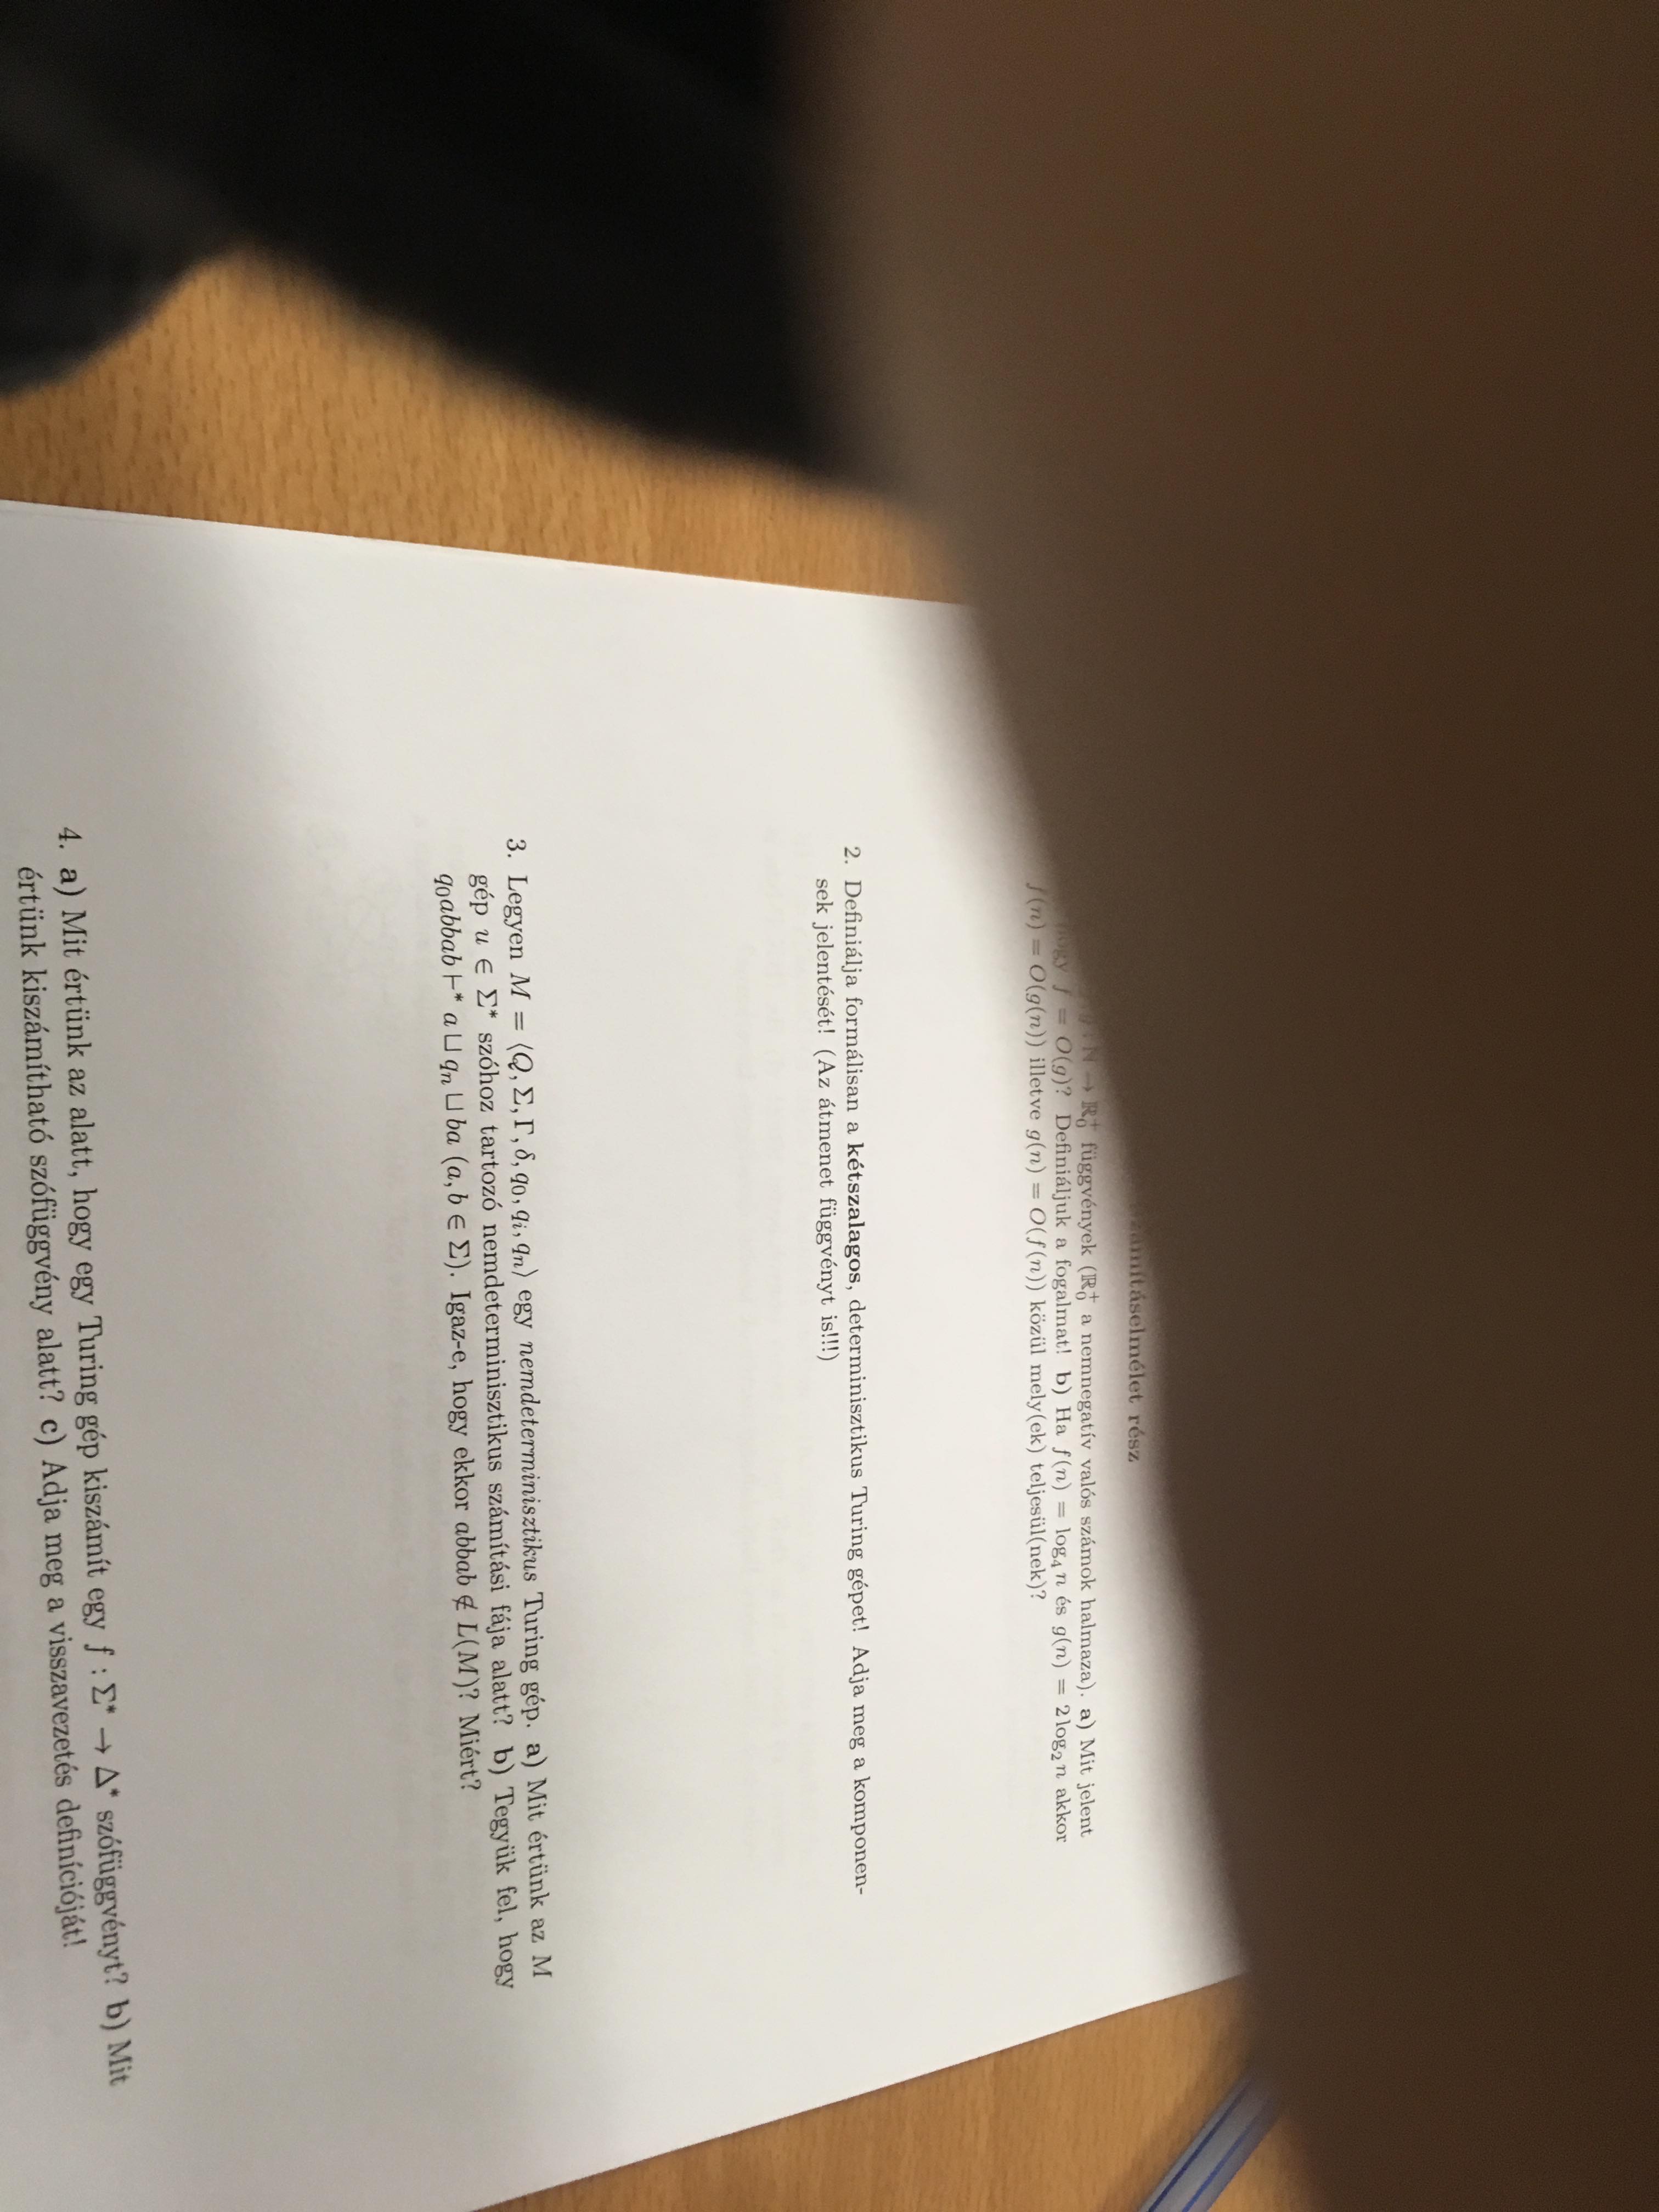 rész
→ ℝ₀⁺ függvények (ℝ₀⁺ a nemnegatív valós számok halmaza). a) Mit jelent
hogy f = O(g)? Definiáljuk a fogalmat! b) Ha f(n) = log₄ n és g(n) = 2 log₂ n akkor
f(n) = O(g(n)) illetve g(n) = O(f(n)) közül mely(ek) teljesül(nek)?
2. Definiálja formálisan a kétszalagos, determinisztikus Turing gépet! Adja meg a komponen-
sek jelentését! (Az átmenet függvényt is!!!)
3. Legyen M = ⟨Q, Σ, Γ, δ, q₀, qᵢ, qₙ⟩ egy nemdeterminisztikus Turing gép. a) Mit értünk az M
gép u ∈ Σ* szóhoz tartozó nemdeterminisztikus számítási fája alatt? b) Tegyük fel, hogy
q₀abbab ⊢* a ⊔ qₙ ⊔ ba (a, b ∈ Σ). Igaz-e, hogy ekkor abbab ∉ L(M)? Miért?
4. a) Mit értünk az alatt, hogy egy Turing gép kiszámít egy f : Σ* → Δ* szófüggvényt? b) Mit
értünk kiszámítható szófüggvény alatt? c) Adja meg a visszavezetés definícióját!